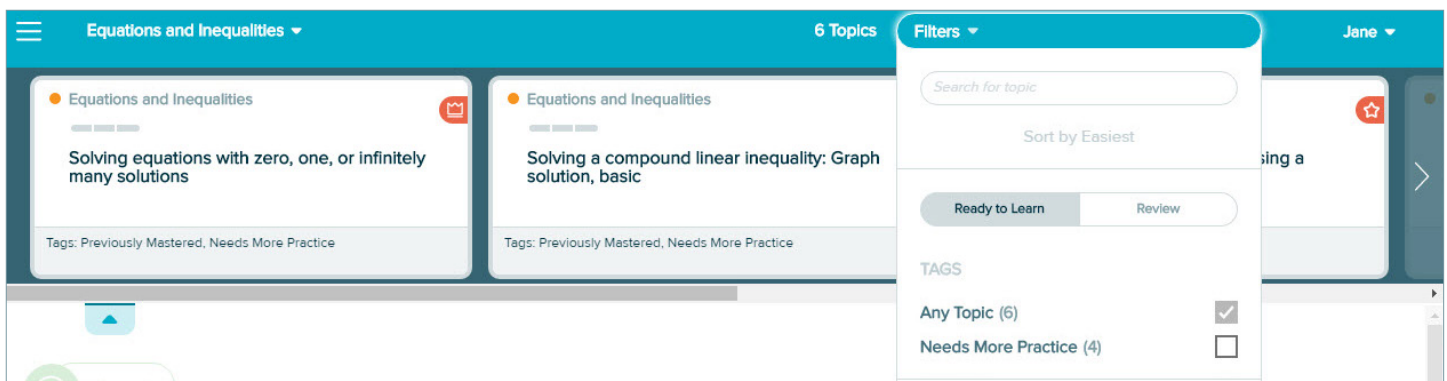 Equations and Inequalities
6 Topics
Filters
Jane
Equations and Inequalities
Solving equations with zero, one, or infinitely
many solutions
Tags: Previously Mastered, Needs More Practice
Equations and Inequalities
Solving a compound linear inequality: Graph
solution, basic
Tags: Previously Mastered, Needs More Practice
Search for topic
Sort by Easiest
Ready to Learn
Review
TAGS
Any Topic (6)
Needs More Practice (4)
sing a